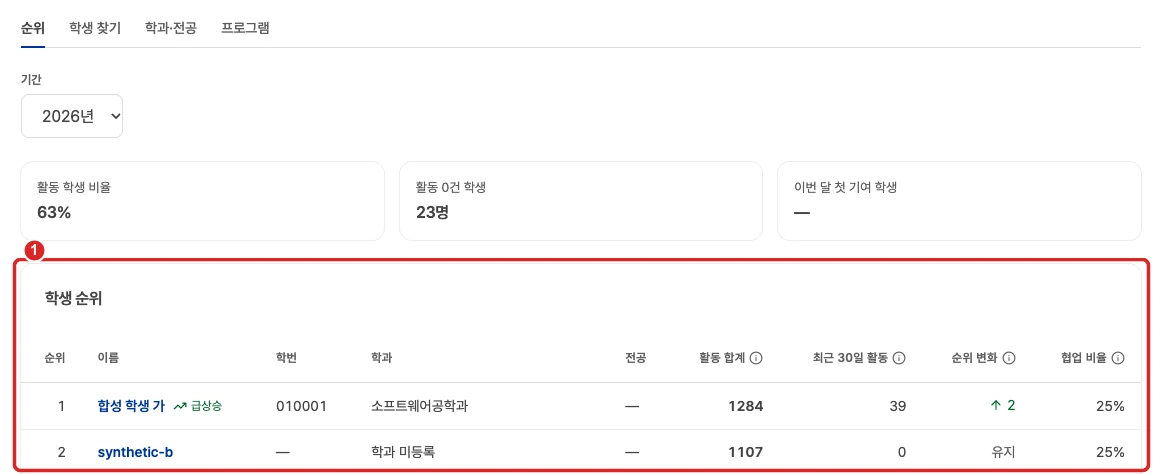 순위 학생 찾기 학과·전공 프로그램
기간
2026년
활동 학생 비율 활동 0건 학생 이번 달 첫 기여 학생
63% 23명 —
1
학생 순위
순위 이름 학번 학과 전공 활동 합계 최근 30일 활동 순위 변화 협업 비율
1 합성 학생 가 급상승 010001 소프트웨어공학과 — 1284 39 ↑ 2 25%
2 synthetic-b — 학과 미등록 — 1107 0 유지 25%